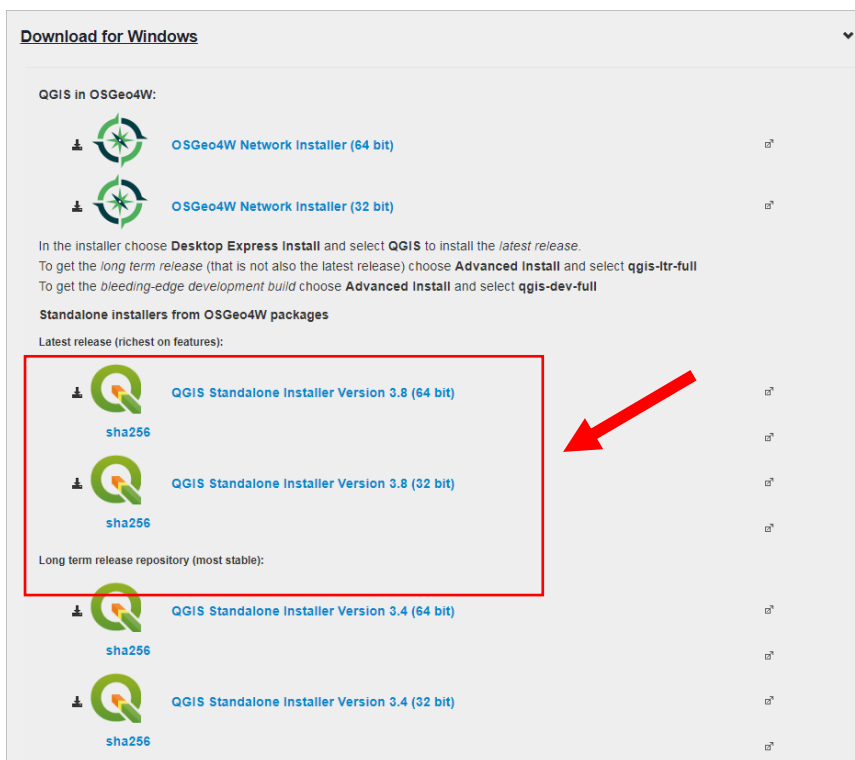 Download for Windows
QGIS in OSGeo4W:
OSGeo4W Network Installer (64 bit)
OSGeo4W Network Installer (32 bit)
In the installer choose Desktop Express Install and select QGIS to install the latest release.
To get the long term release (that is not also the latest release) choose Advanced Install and select qgis-ltr-full
To get the bleeding-edge development build choose Advanced Install and select qgis-dev-full
Standalone installers from OSGeo4W packages
Latest release (richest on features):
QGIS Standalone Installer Version 3.8 (64 bit)
sha256
QGIS Standalone Installer Version 3.8 (32 bit)
sha256
Long term release repository (most stable):
QGIS Standalone Installer Version 3.4 (64 bit)
sha256
QGIS Standalone Installer Version 3.4 (32 bit)
sha256